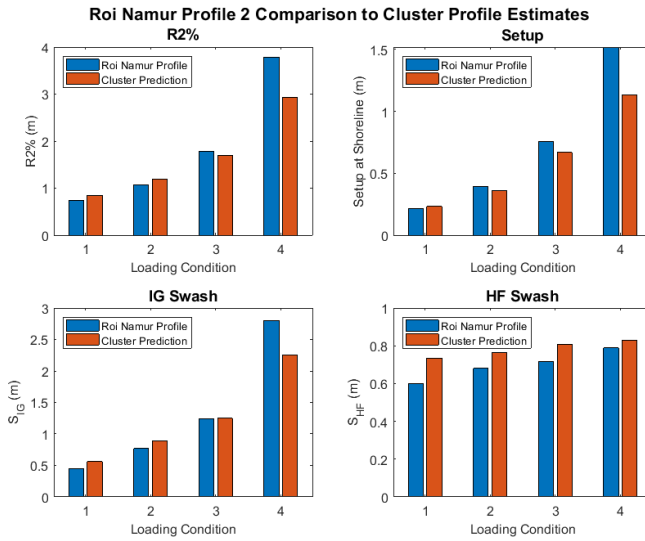 Roi Namur Profile 2 Comparison to Cluster Profile Estimates
R2%
Roi Namur Profile
Cluster Prediction
4
3
2
1
0
R2% (m)
1 2 3 4
Loading Condition
Setup
Roi Namur Profile
Cluster Prediction
1.5
1
0.5
0
Setup at Shoreline (m)
1 2 3 4
Loading Condition
IG Swash
Roi Namur Profile
Cluster Prediction
3
2.5
2
1.5
1
0.5
0
S_IG (m)
1 2 3 4
Loading Condition
HF Swash
Roi Namur Profile
Cluster Prediction
1
0.8
0.6
0.4
0.2
0
S_HF (m)
1 2 3 4
Loading Condition